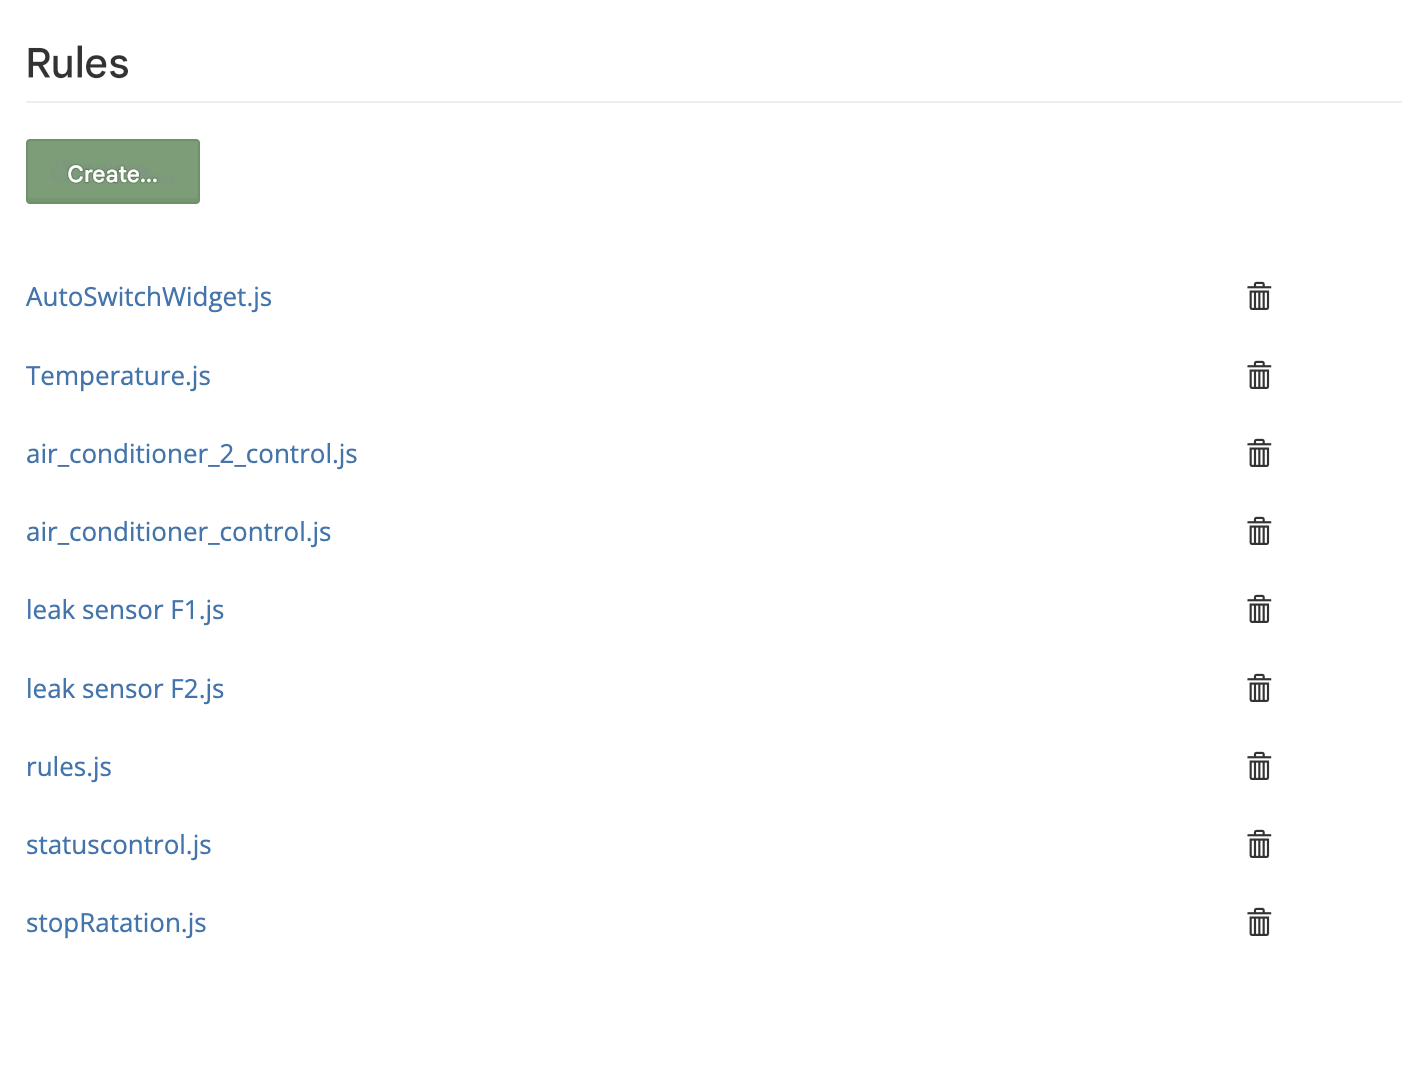 Rules
Create...
AutoSwitchWidget.js
Temperature.js
air_conditioner_2_control.js
air_conditioner_control.js
leak sensor F1.js
leak sensor F2.js
rules.js
statuscontrol.js
stopRatation.js